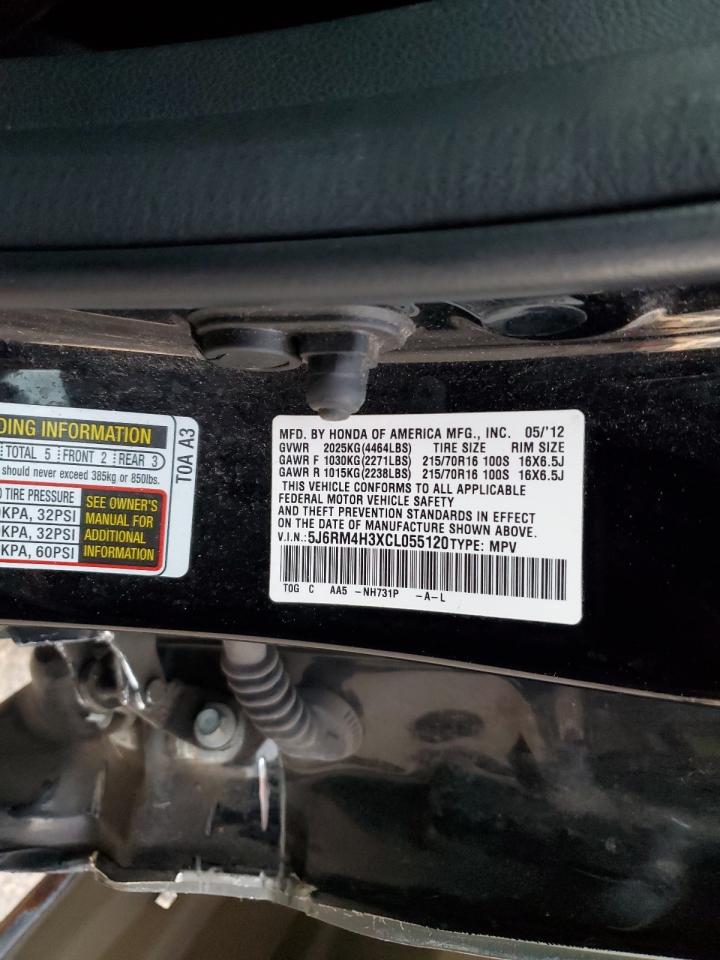 DING INFORMATION
TOTAL 5 FRONT 2 REAR 3
should never exceed 385kg or 850lbs.
TIRE PRESSURE
KPA, 32PSI
KPA, 32PSI
KPA, 60PSI
SEE OWNER'S
MANUAL FOR
ADDITIONAL
INFORMATION
T0A A3
MFD. BY HONDA OF AMERICA MFG., INC. 05/'12
GVWR 2025KG(4464LBS) TIRE SIZE RIM SIZE
GAWR F 1030KG(2271LBS) 215/70R16 100S 16X6.5J
GAWR R 1015KG(2238LBS) 215/70R16 100S 16X6.5J
THIS VEHICLE CONFORMS TO ALL APPLICABLE
FEDERAL MOTOR VEHICLE SAFETY
AND THEFT PREVENTION STANDARDS IN EFFECT
ON THE DATE OF MANUFACTURE SHOWN ABOVE.
V.I.N.: 5J6RM4H3XCL055120 TYPE: MPV
T0G C AA5 -NH731P -A-L